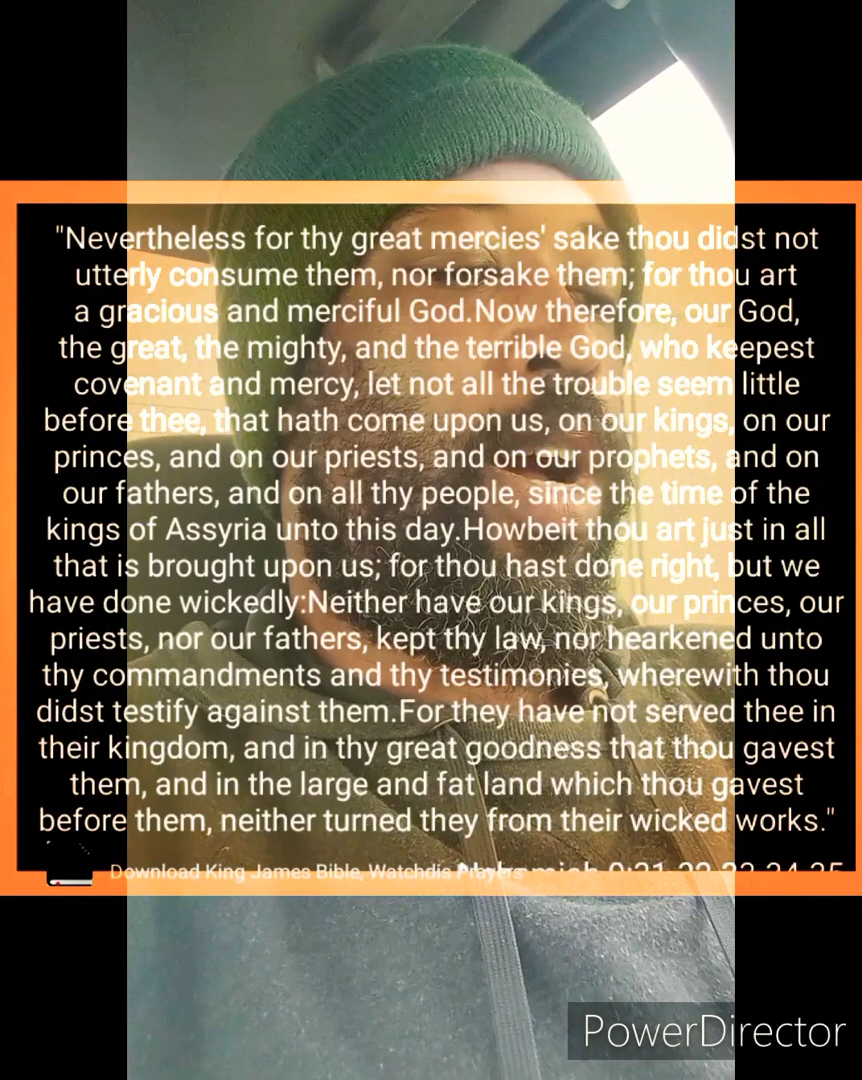 "Nevertheless for thy great mercies' sake thou didst not
utterly consume them, nor forsake them; for thou art
a gracious and merciful God.Now therefore, our God,
the great, the mighty, and the terrible God, who keepest
covenant and mercy, let not all the trouble seem little
before thee, that hath come upon us, on our kings, on our
princes, and on our priests, and on our prophets, and on
our fathers, and on all thy people, since the time of the
kings of Assyria unto this day.Howbeit thou art just in all
that is brought upon us; for thou hast done right, but we
have done wickedly:Neither have our kings, our princes, our
priests, nor our fathers, kept thy law, nor hearkened unto
thy commandments and thy testimonies, wherewith thou
didst testify against them.For they have not served thee in
their kingdom, and in thy great goodness that thou gavest
them, and in the large and fat land which thou gavest
before them, neither turned they from their wicked works."
Download King James Bible, Watchdis Prayers
PowerDirector